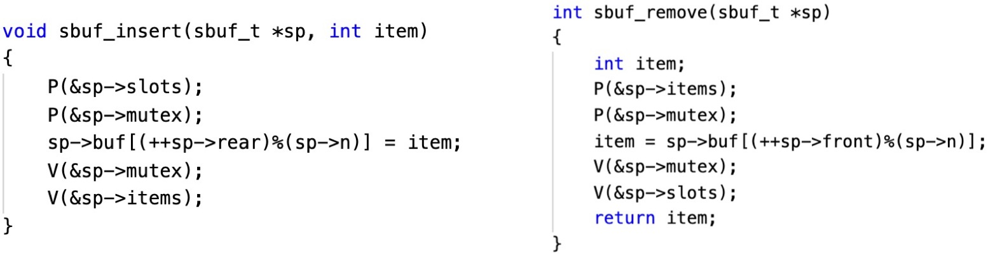 void sbuf_insert(sbuf_t *sp, int item)
{
P(&sp->slots);
P(&sp->mutex);
sp->buf[(++sp->rear)%(sp->n)] = item;
V(&sp->mutex);
V(&sp->items);
}
int sbuf_remove(sbuf_t *sp)
{
int item;
P(&sp->items);
P(&sp->mutex);
item = sp->buf[(++sp->front)%(sp->n)];
V(&sp->mutex);
V(&sp->slots);
return item;
}